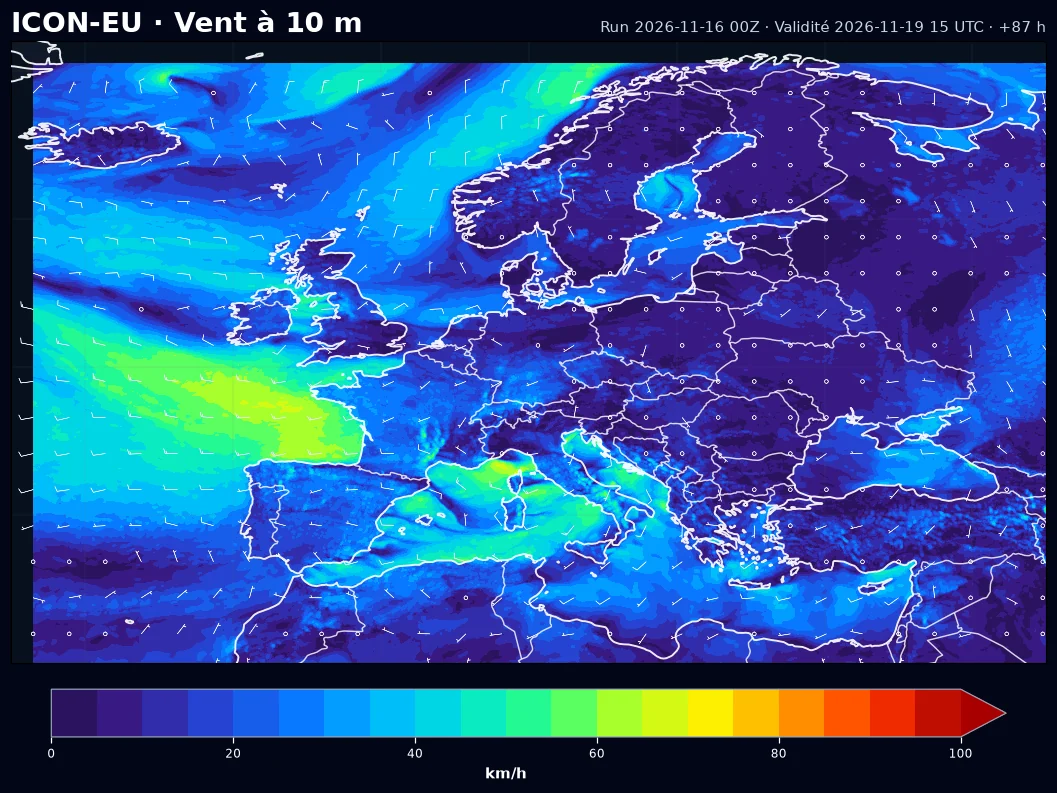 ICON-EU · Vent à 10 m
Run 2026-11-16 00Z · Validité 2026-11-19 15 UTC · +87 h
0 20 40 60 80 100
km/h